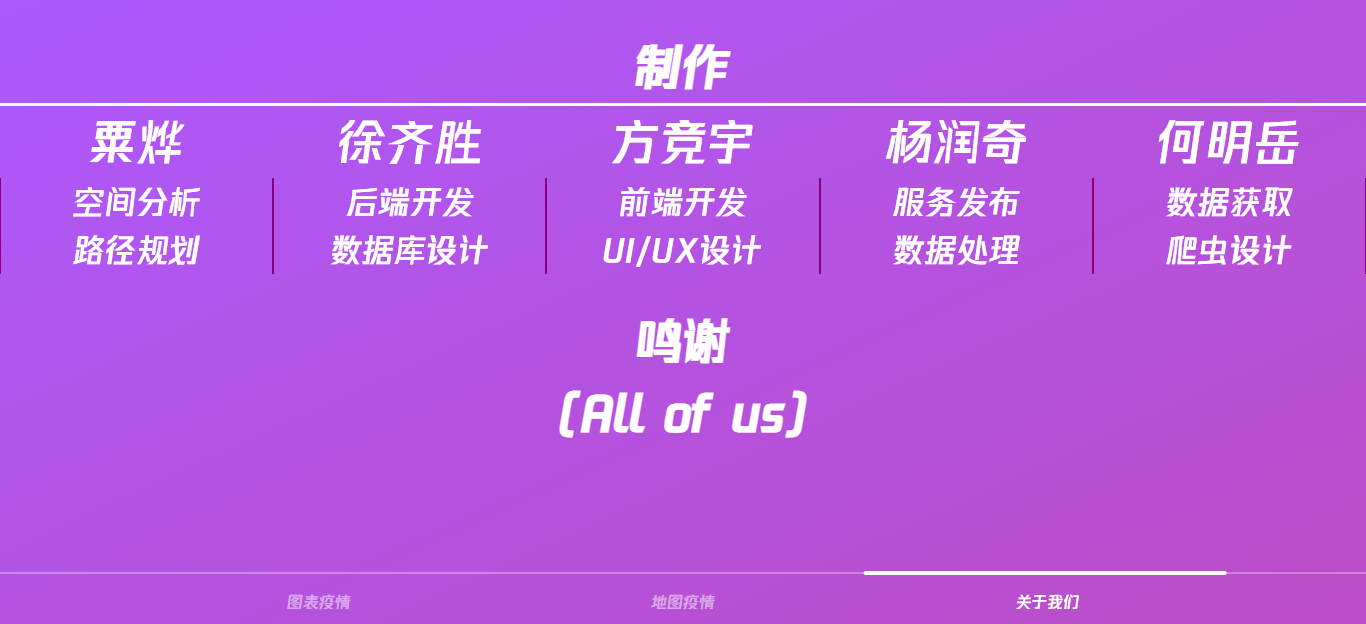 制作
粟烨 徐齐胜 方竞宇 杨润奇 何明岳
空间分析 后端开发 前端开发 服务发布 数据获取
路径规划 数据库设计 UI/UX设计 数据处理 爬虫设计
鸣谢
(All of us)
图表疫情 地图疫情 关于我们